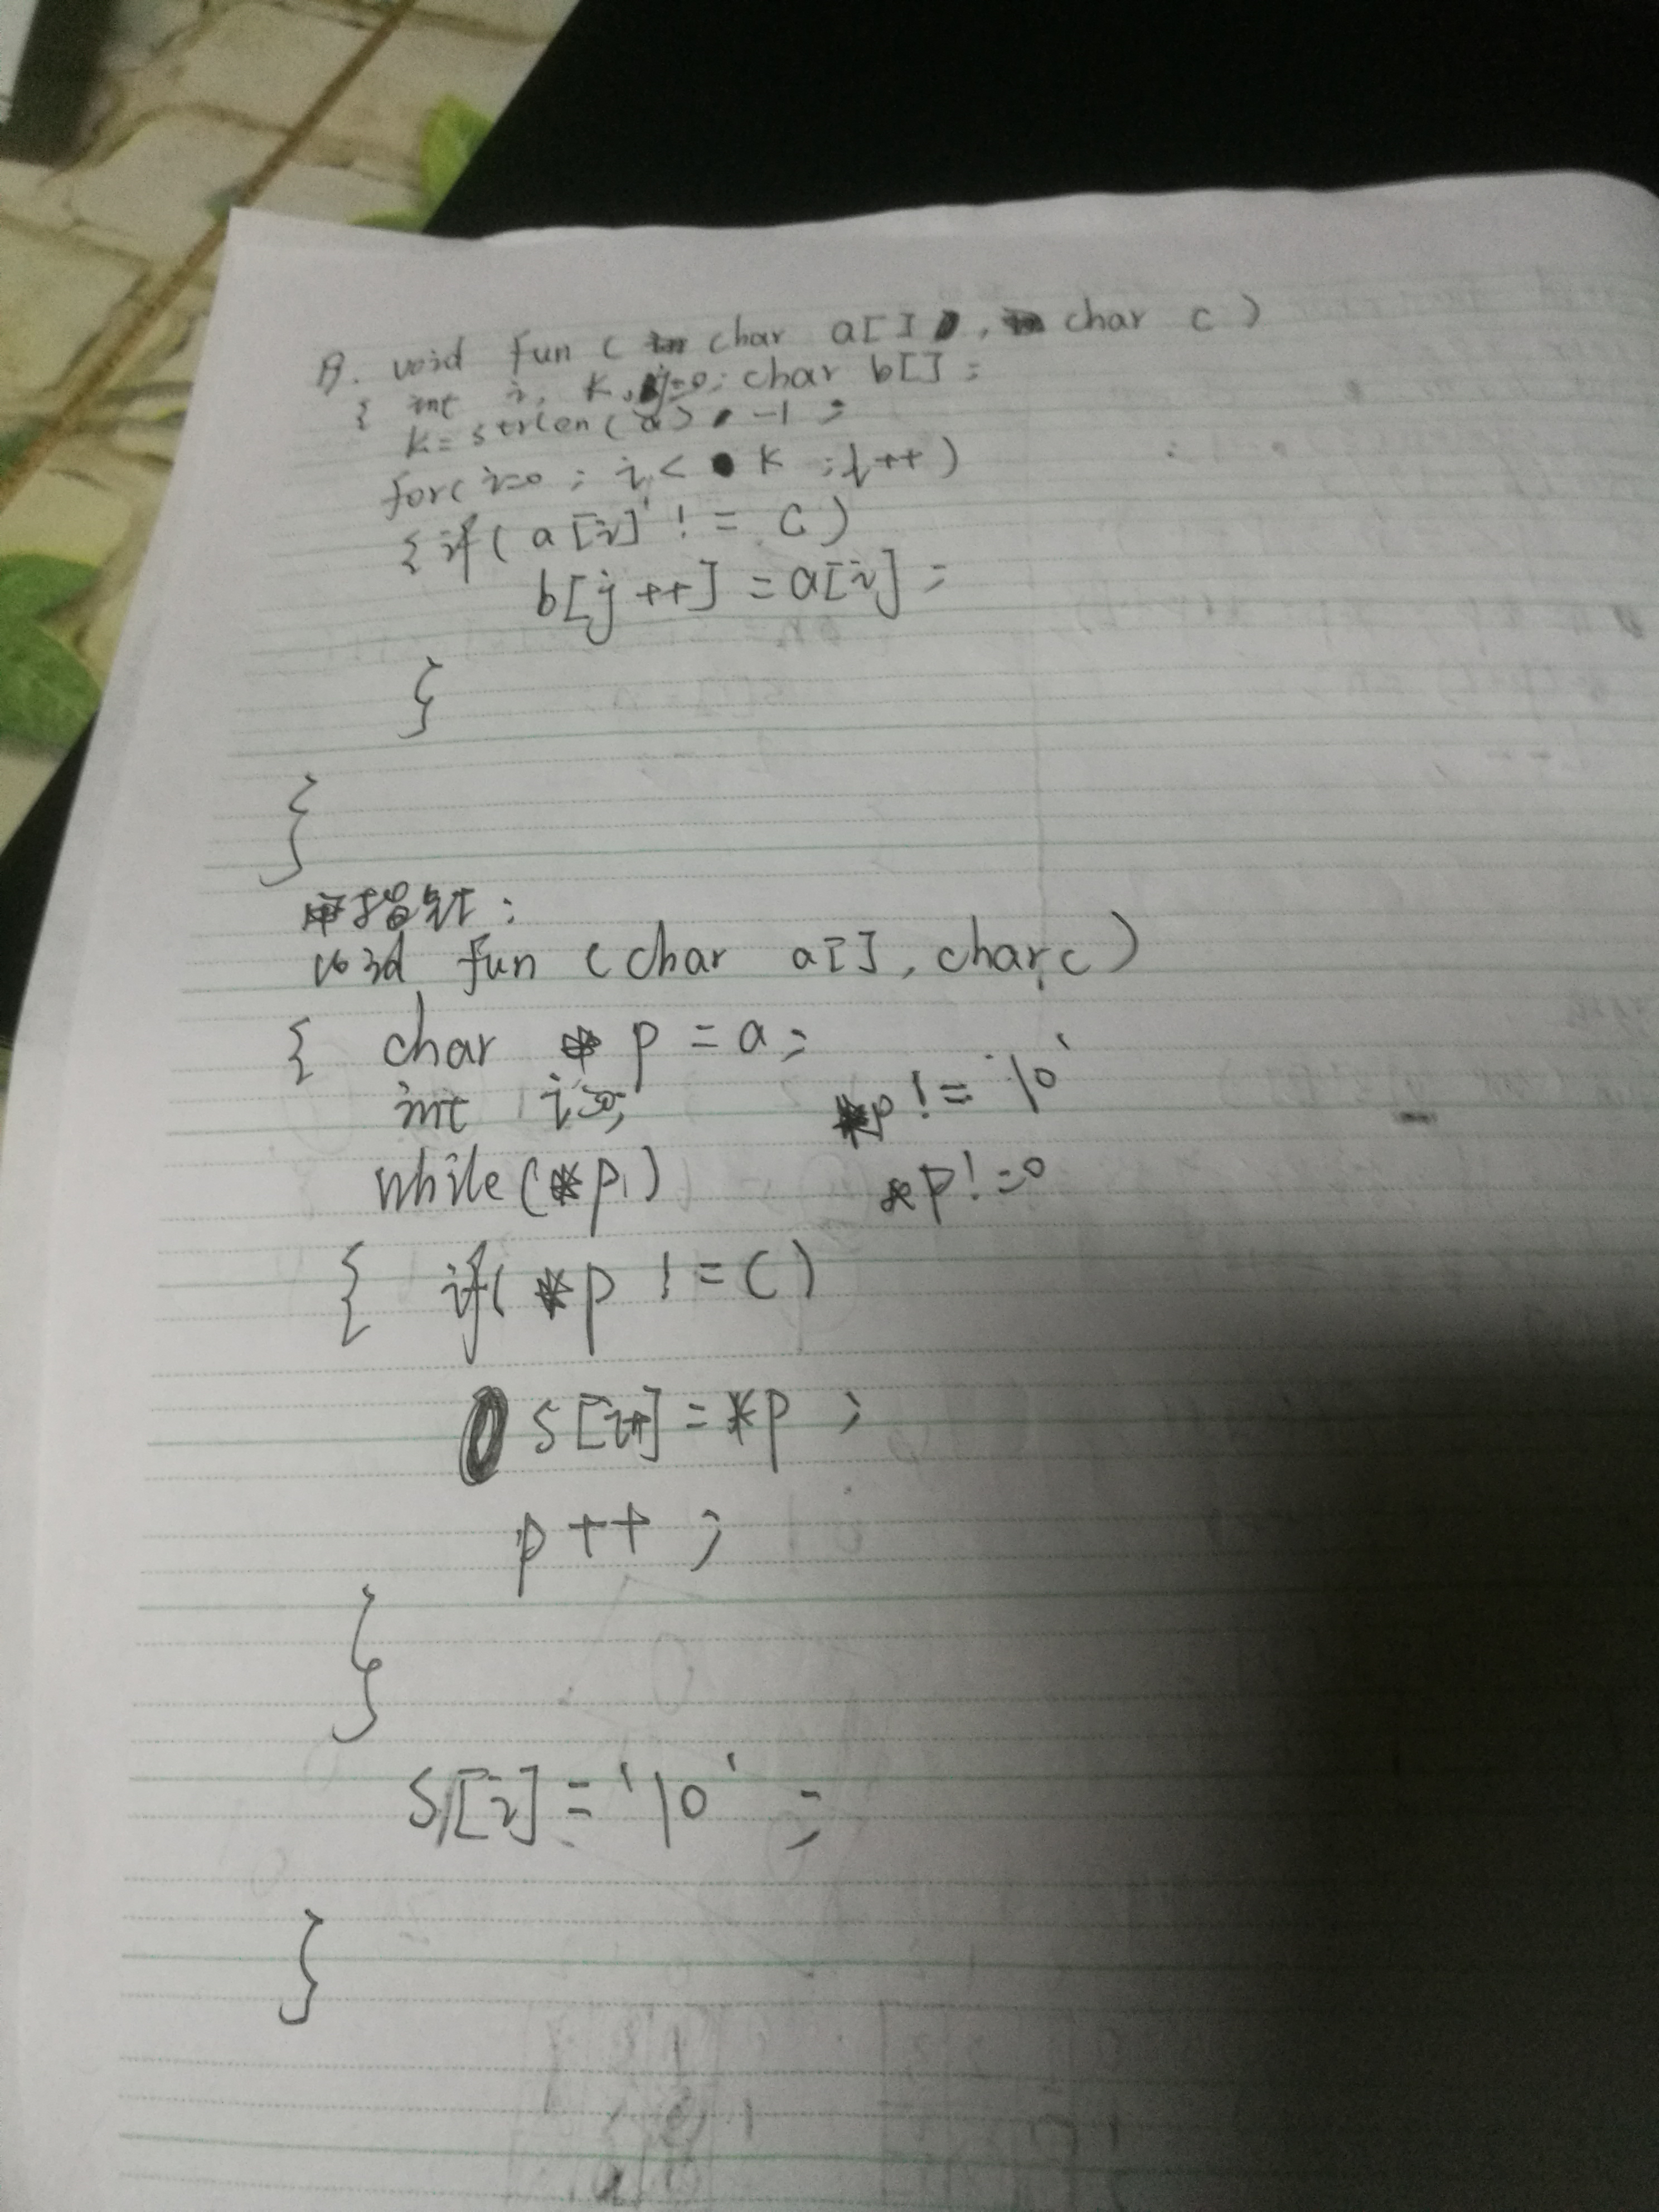 A. void fun ( char a[], char c )
{ int i, k, j=0; char b[];
k=strlen(a) -1;
for( i=0; i< k ; i++)
{ if( a[i] != c)
b[j++] = a[i];
}
}
用指针:
void fun (char a[], char c)
{ char *p = a;
int i=0; *p != '\0'
while(*p) *p!=0
{ if( *p != c)
s[i++] = *p ;
p++ ;
}
s[i] = '\0' ;
}